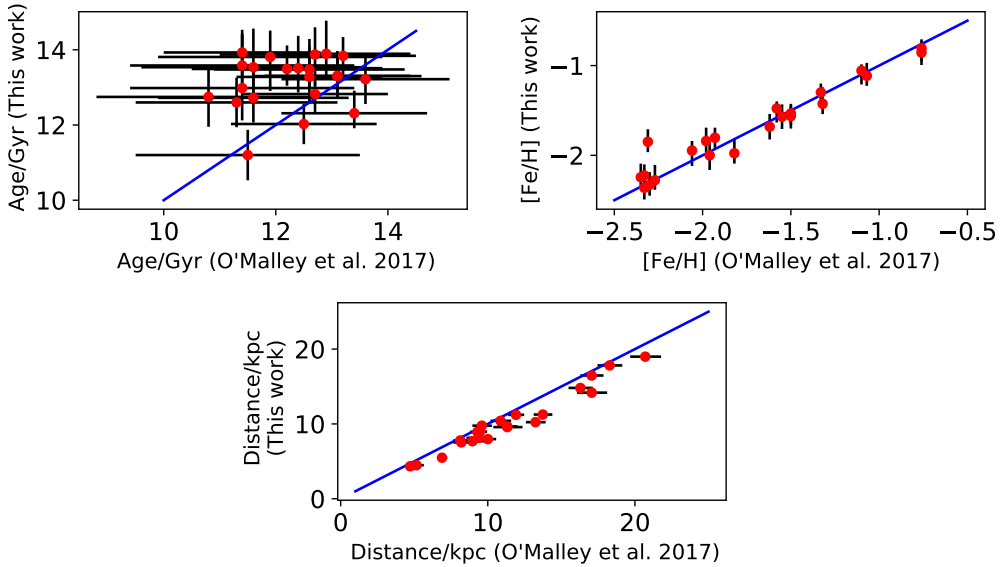 Age/Gyr (This work)
14
12
10
10
12
14
Age/Gyr (O'Malley et al. 2017)
[Fe/H] (This work)
−1
−2
−2.5
−2.0
−1.5
−1.0
−0.5
[Fe/H] (O'Malley et al. 2017)
Distance/kpc
(This work)
20
10
0
0
10
20
Distance/kpc (O'Malley et al. 2017)